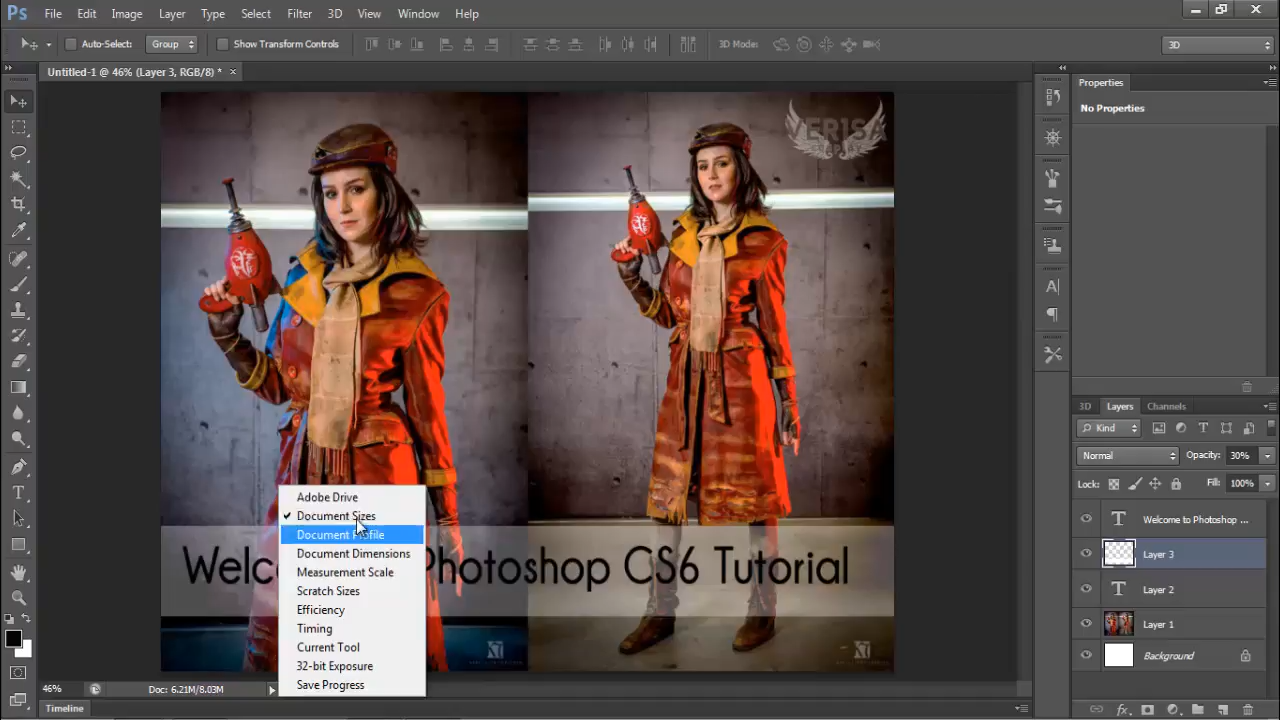 Ps File Edit Image Layer Type Select Filter 3D View Window Help
Auto-Select: Group Show Transform Controls 3D Mode: 3D
Untitled-1 @ 46% (Layer 3, RGB/8) *
Properties
No Properties
Adobe Drive
Document Sizes
Document Profile
Document Dimensions
Measurement Scale
Scratch Sizes
Efficiency
Timing
Current Tool
32-bit Exposure
Save Progress
Welc Photoshop CS6 Tutorial
3D Layers Channels
Kind
Normal Opacity: 30%
Lock: Fill: 100%
Welcome to Photoshop ...
Layer 3
Layer 2
Layer 1
Background
46% Doc: 6.21M/8.03M
Timeline